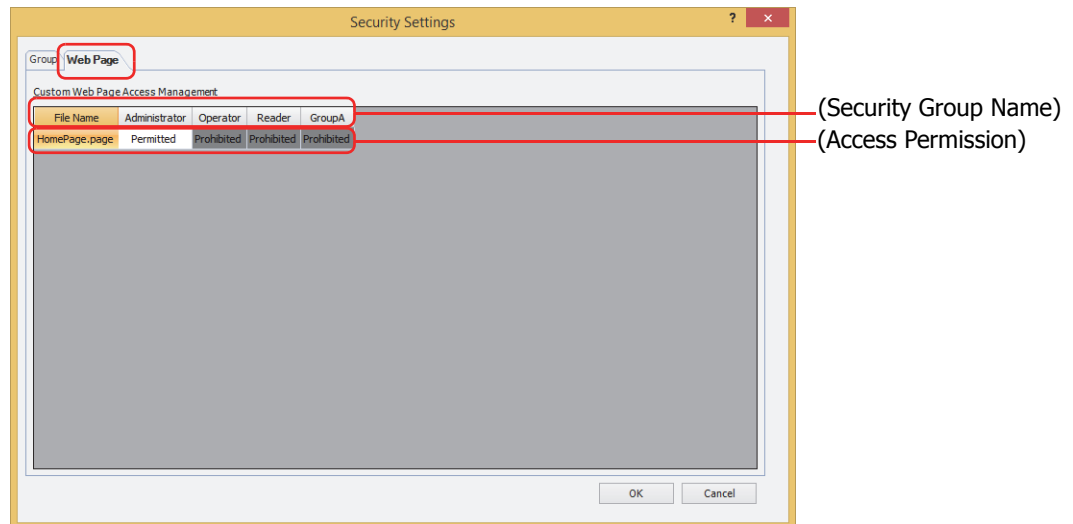 Security Settings ? ×
Group Web Page
Custom Web Page Access Management
File Name Administrator Operator Reader GroupA (Security Group Name)
HomePage.page Permitted Prohibited Prohibited Prohibited (Access Permission)
OK Cancel